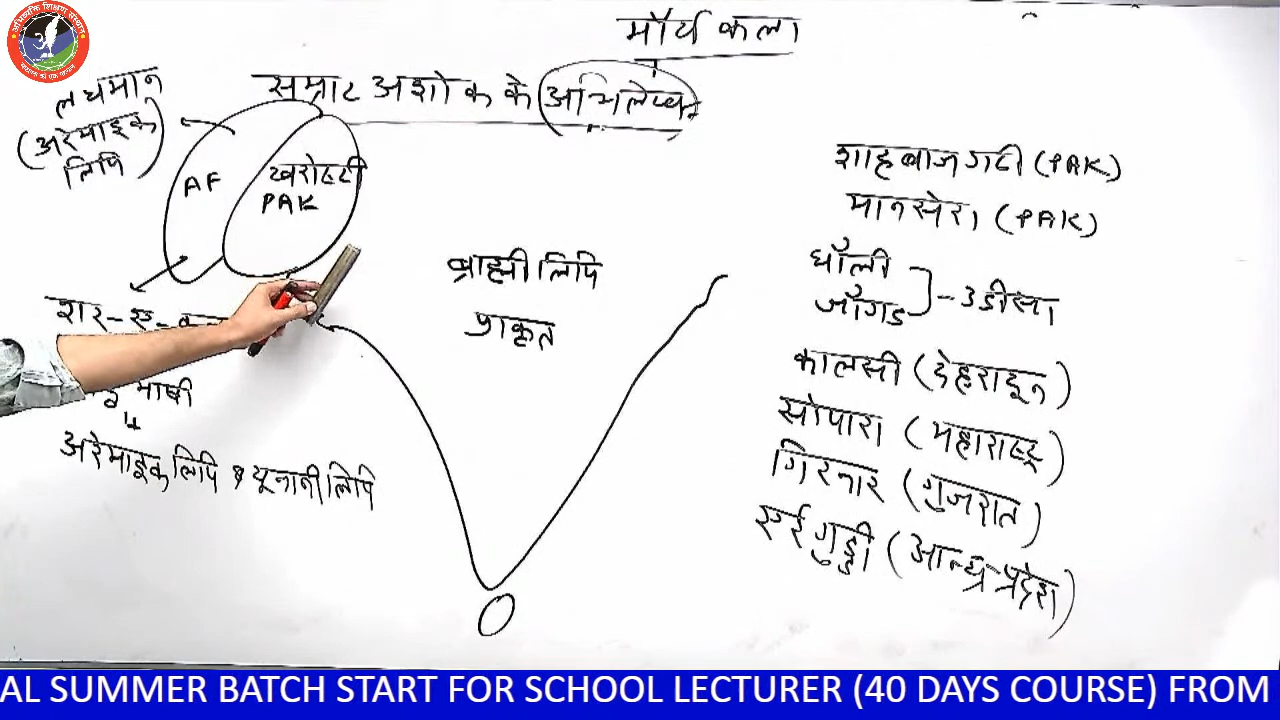 मौर्य कला
सम्राट अशोक के अभिलेख
लघमान
(अरेमाइक
लिपि)
AF
खरोष्टी
PAK
शर-ए-
भाषी
अरेमाइक लिपि व यूनानी लिपि
ब्राह्मी लिपि
प्राकृत
शाहबाजगढी (PAK)
मानसेरा (PAK)
धौली
जौगड
- उडीसा
कालसी (देहरादून)
सोपारा (महाराष्ट्र)
गिरनार (गुजरात)
एर्रगुड्डी (आन्ध्रप्रदेश)
AL SUMMER BATCH START FOR SCHOOL LECTURER (40 DAYS COURSE) FROM